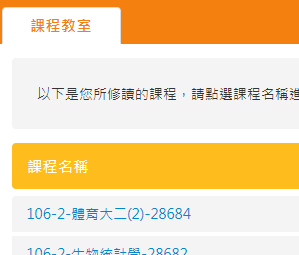 課程教室
以下是您所修讀的課程，請點選課程名稱進
課程名稱
106-2-體育大二(2)-28684
106-2-生物統計學-28682